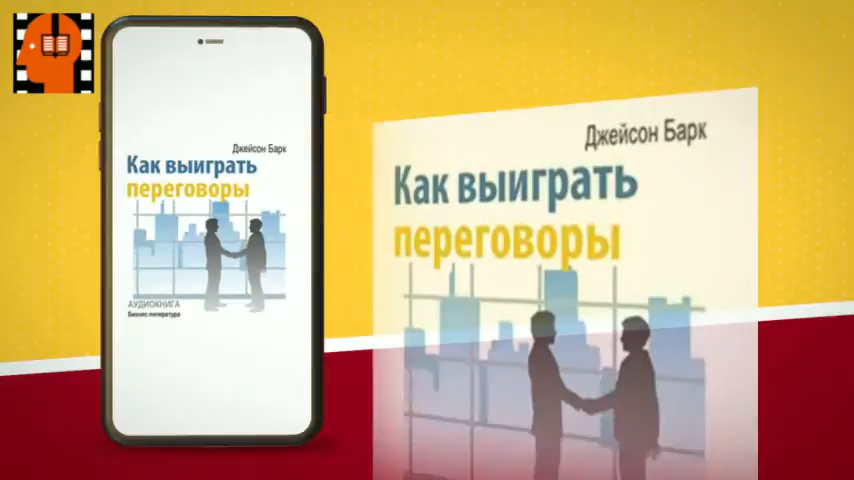 Джейсон Барк
Как выиграть
переговоры
АУДИОКНИГА
Бизнес литература
Джейсон Барк
Как выиграть
переговоры